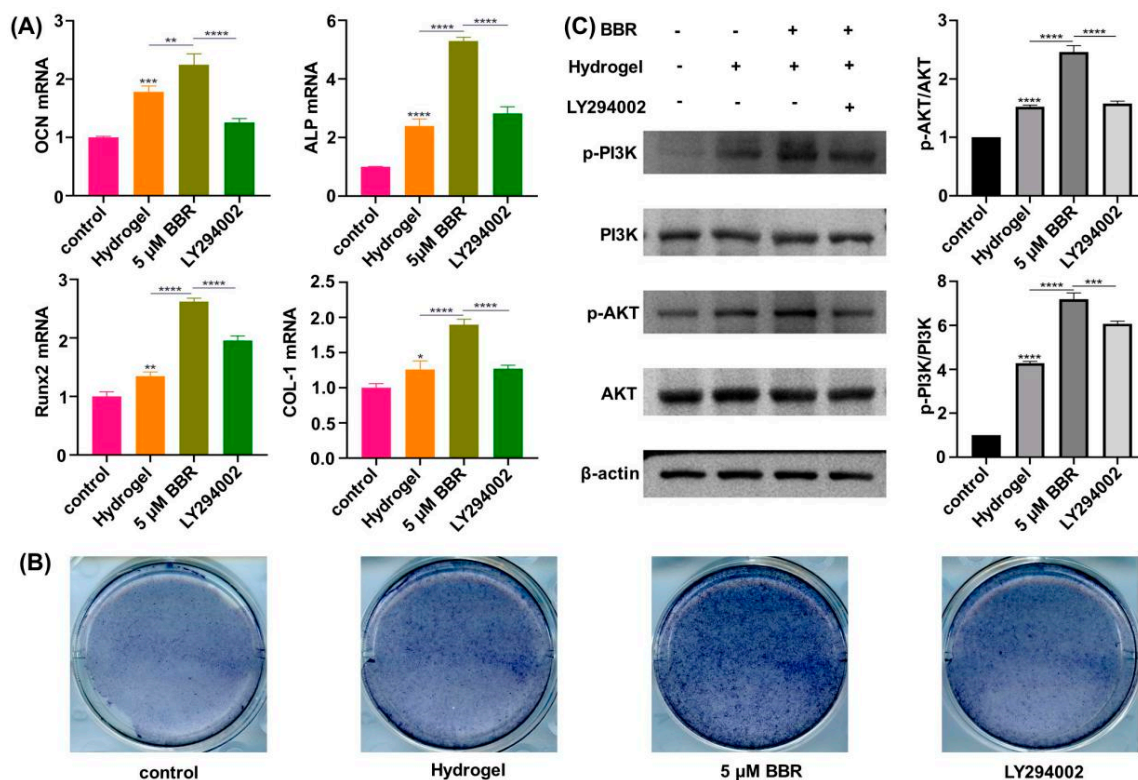 (A)
OCN mRNA
3
2
1
0
***
**
****
control
Hydrogel
5 µM BBR
LY294002
ALP mRNA
6
4
2
0
****
****
****
control
Hydrogel
5 µM BBR
LY294002
Runx2 mRNA
3
2
1
0
**
****
****
control
Hydrogel
5 µM BBR
LY294002
COL-1 mRNA
2.5
2.0
1.5
1.0
0.5
0.0
*
****
****
control
Hydrogel
5 µM BBR
LY294002
(C)
BBR - - + +
Hydrogel - + + +
LY294002 - +
p-PI3K
PI3K
p-AKT
AKT
β-actin
p-AKT/AKT
3
2
1
0
****
****
****
control
Hydrogel
5 µM BBR
LY294002
p-PI3K/PI3K
8
6
4
2
0
****
****
***
control
Hydrogel
5 µM BBR
LY294002
(B)
control
Hydrogel
5 µM BBR
LY294002